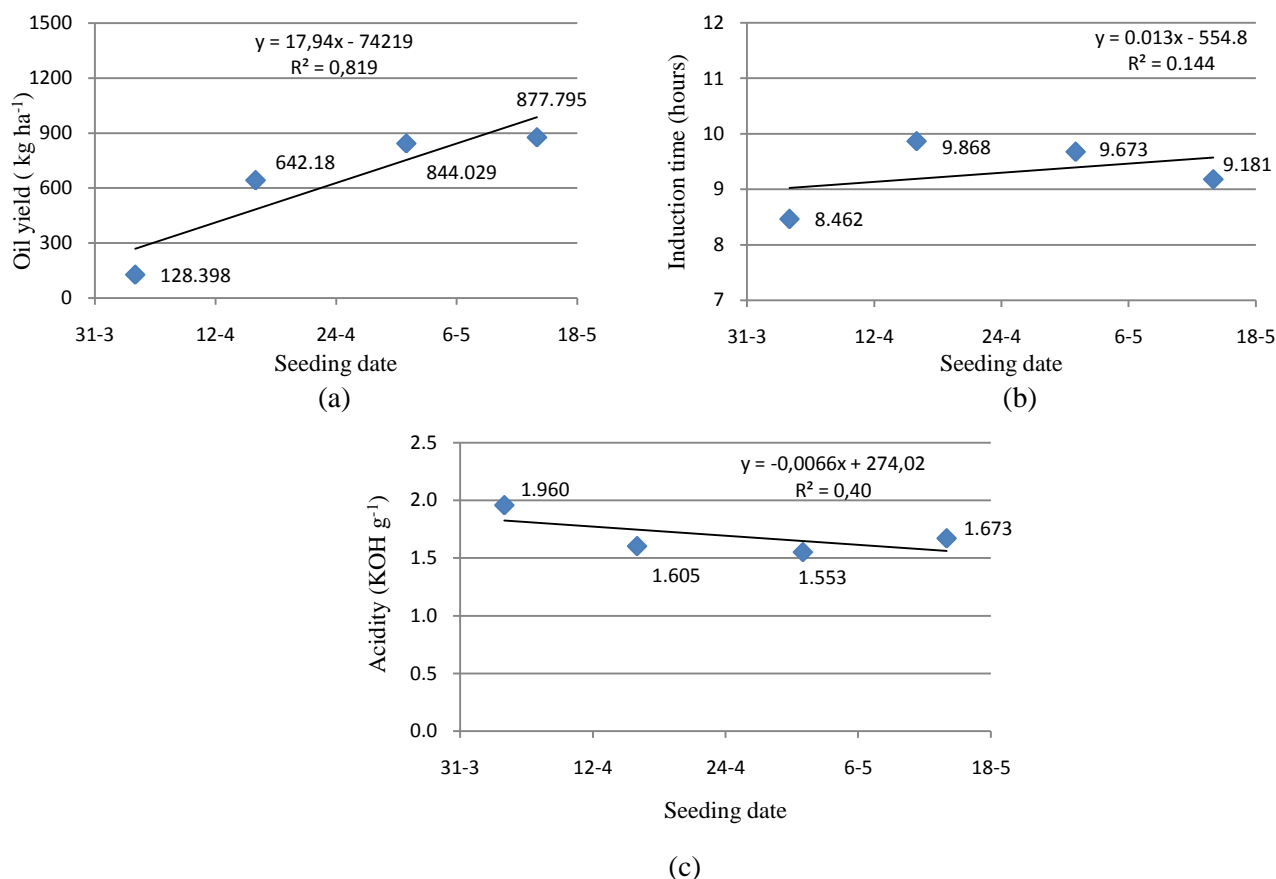 1500
1200
900
600
300
0
Oil yield ( kg ha-1)
y = 17,94x - 74219
R² = 0,819
877.795
642.18
844.029
128.398
31-3 12-4 24-4 6-5 18-5
Seeding date
(a)
12
11
10
9
8
7
Induction time (hours)
y = 0.013x - 554.8
R² = 0.144
9.868
9.673
9.181
8.462
31-3 12-4 24-4 6-5 18-5
Seeding date
(b)
2.5
2.0
1.5
1.0
0.5
0.0
Acidity (KOH g-1)
y = -0,0066x + 274,02
R² = 0,40
1.960
1.673
1.605
1.553
31-3 12-4 24-4 6-5 18-5
Seeding date
(c)